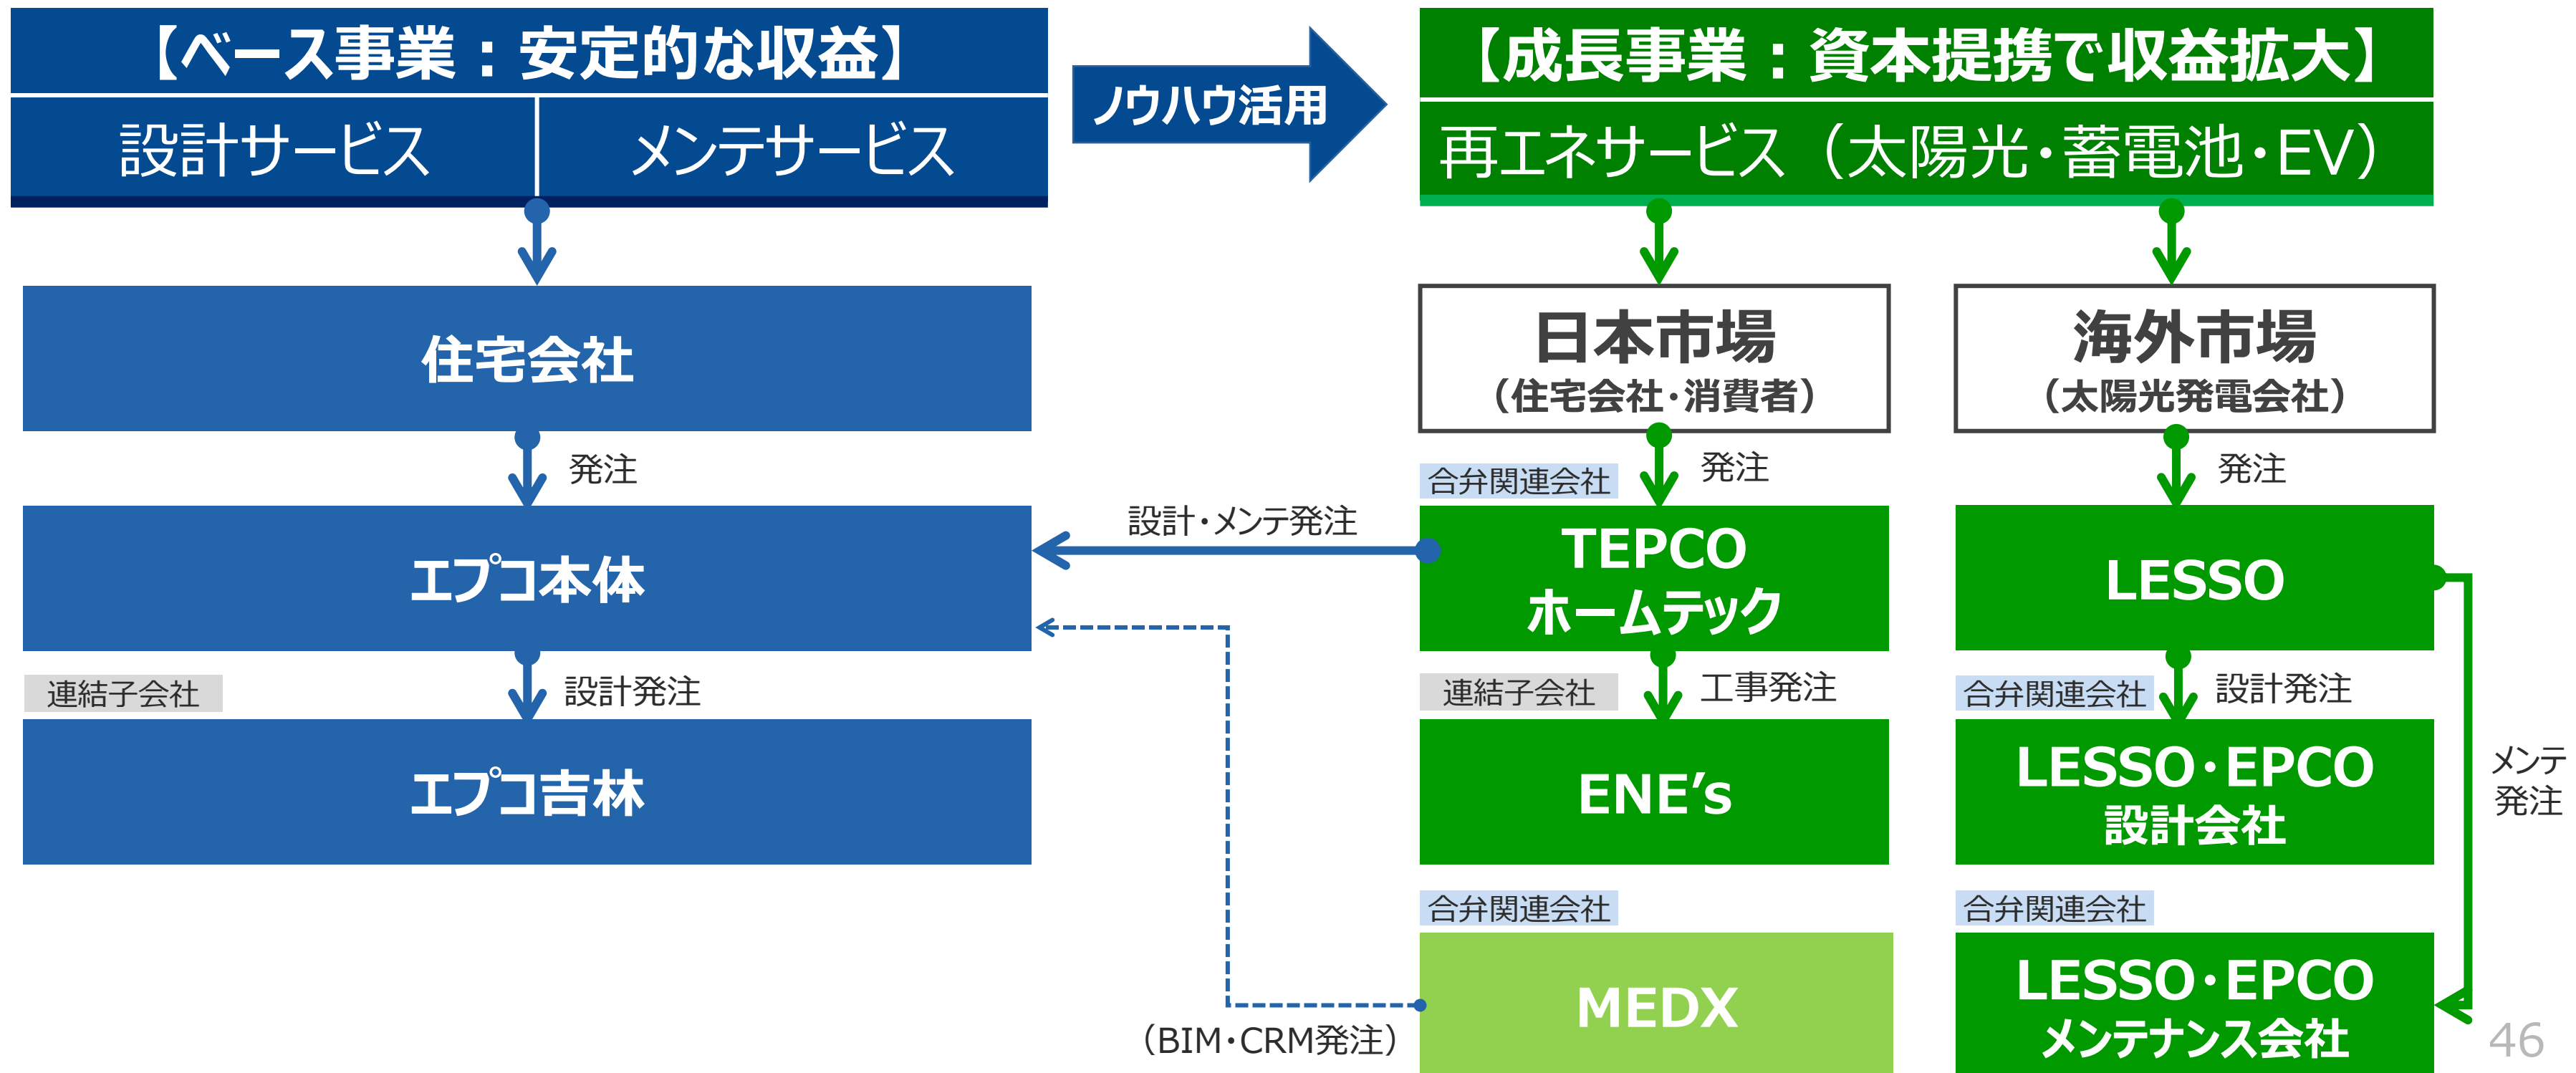 【ベース事業：安定的な収益】
設計サービス
メンテサービス
ノウハウ活用
【成長事業：資本提携で収益拡大】
再エネサービス（太陽光・蓄電池・EV）
住宅会社
発注
エプコ本体
連結子会社
設計発注
エプコ吉林
設計・メンテ発注
（BIM・CRM発注）
日本市場
（住宅会社・消費者）
発注
合弁関連会社
TEPCO
ホームテック
連結子会社
工事発注
ENE’s
合弁関連会社
MEDX
海外市場
（太陽光発電会社）
発注
LESSO
合弁関連会社
設計発注
LESSO・EPCO
設計会社
メンテ
発注
合弁関連会社
LESSO・EPCO
メンテナンス会社
46